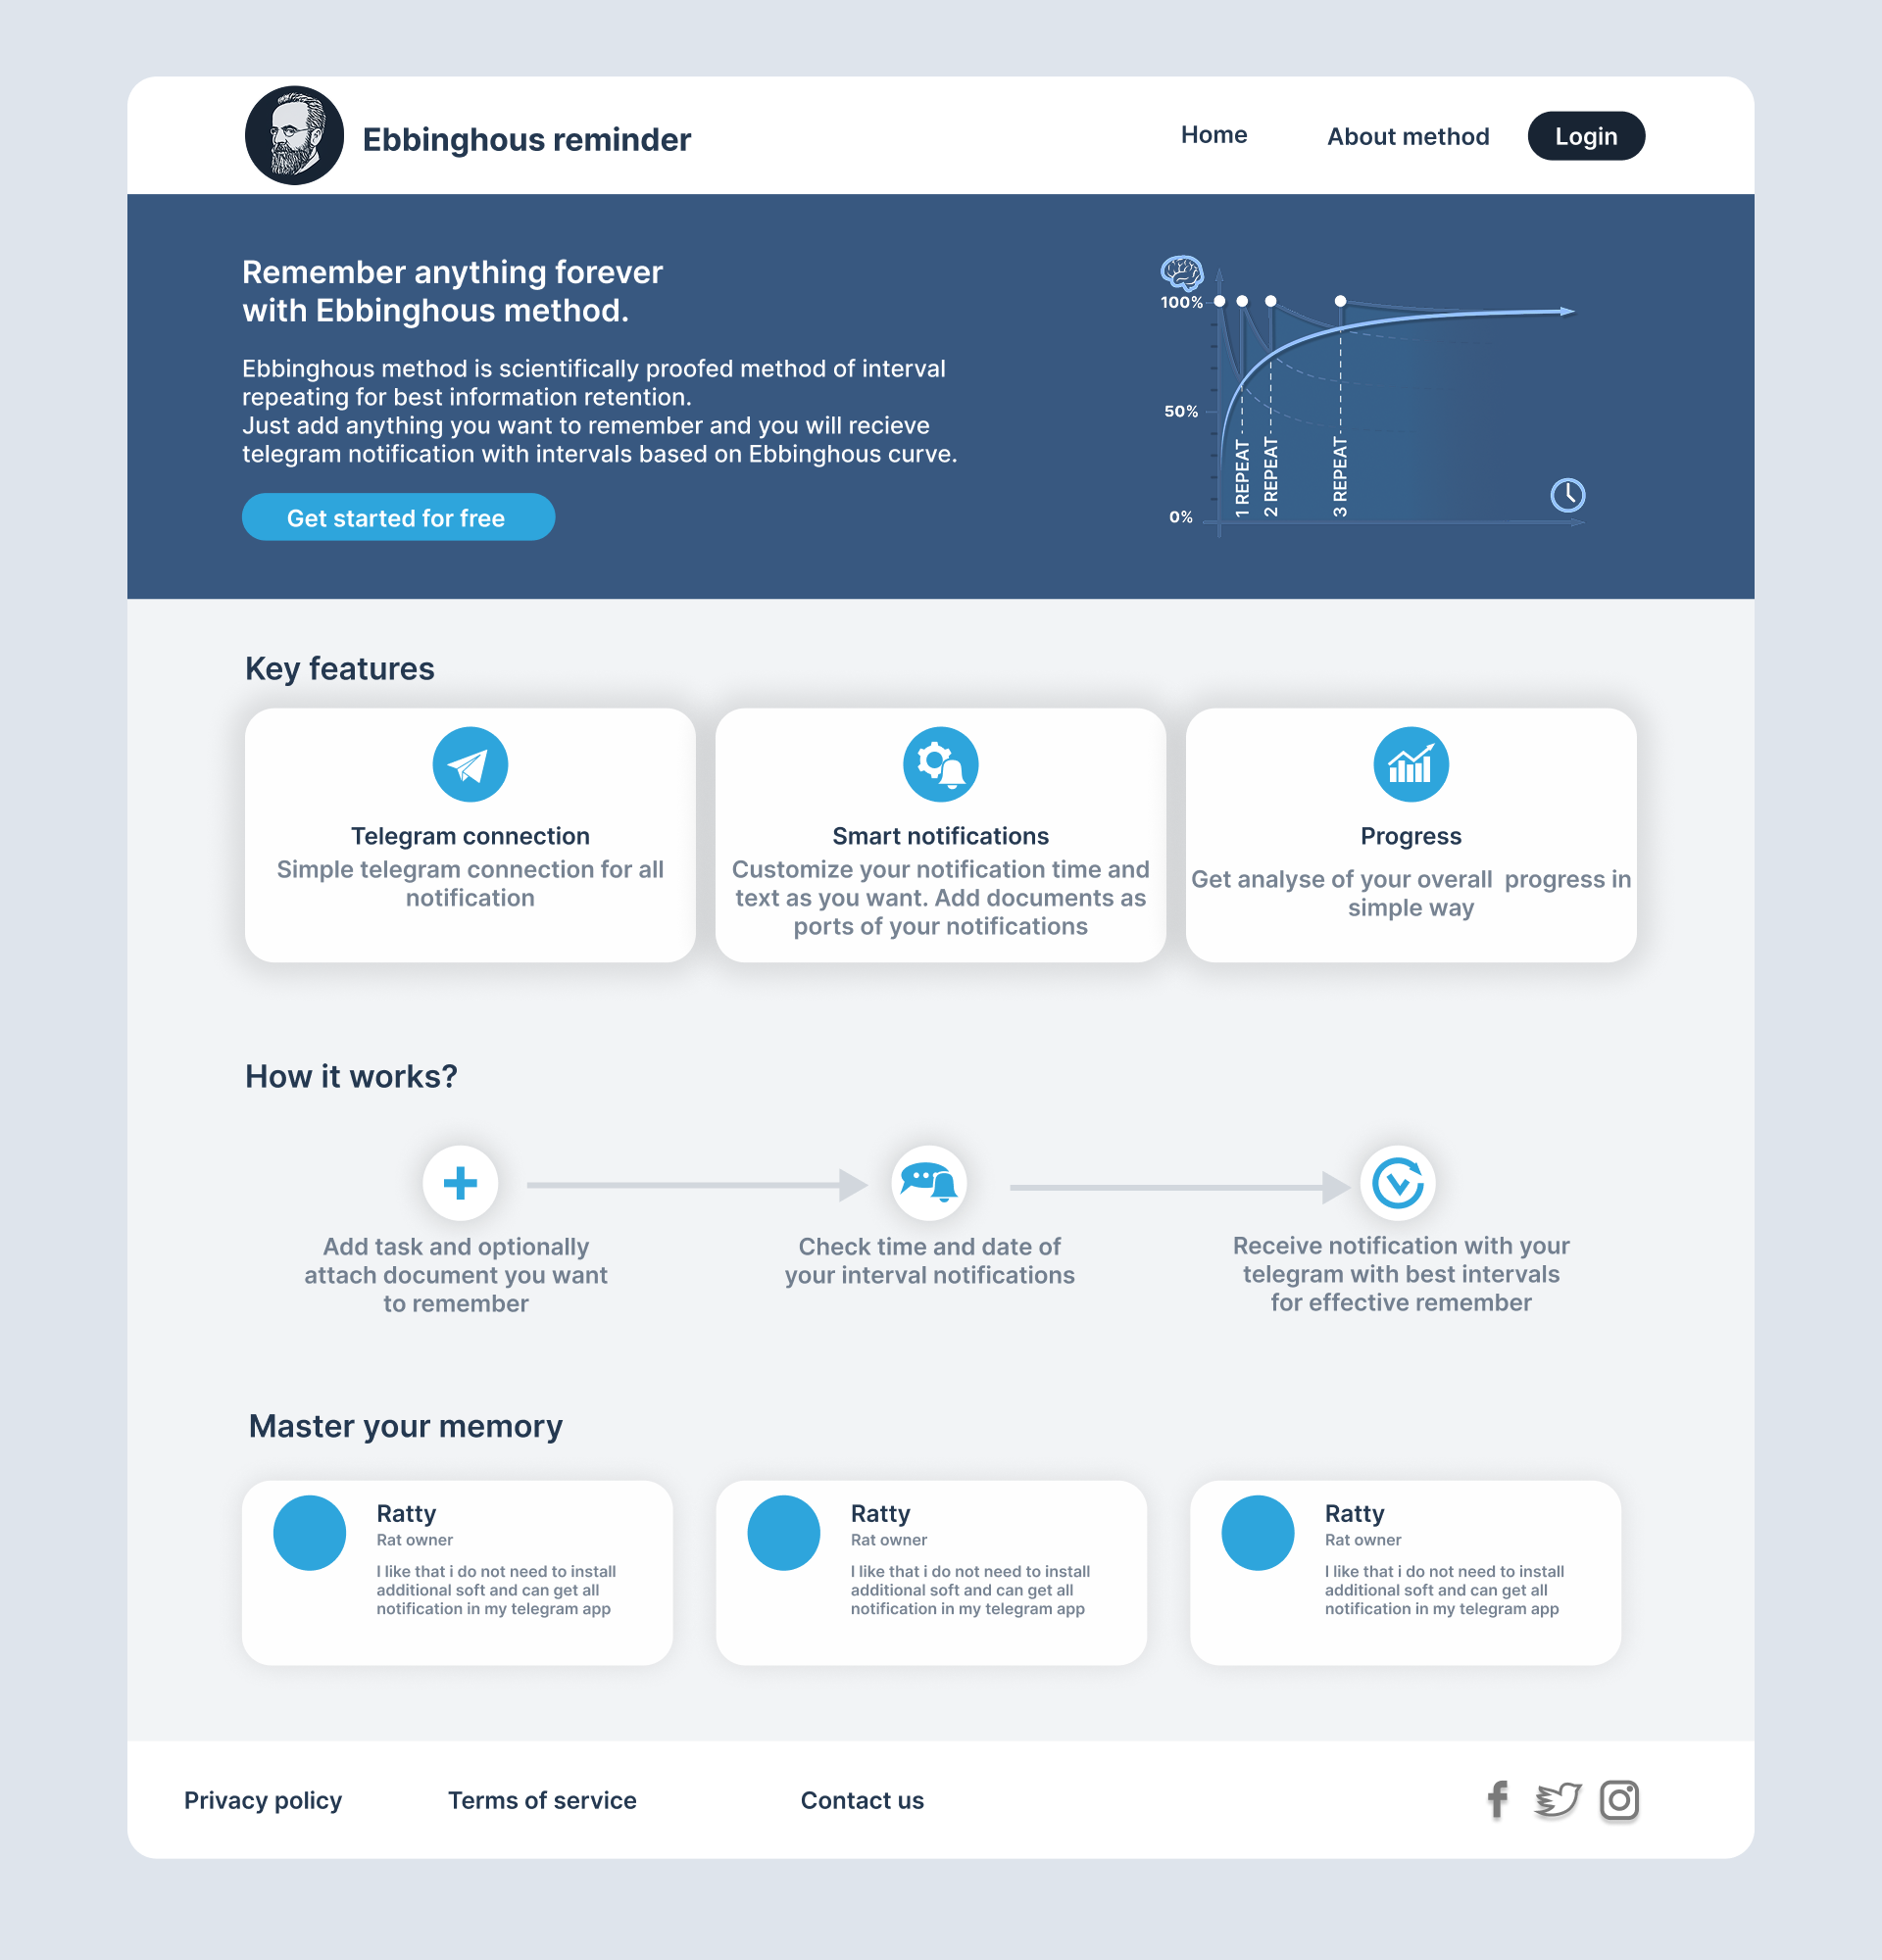 Ebbinghous reminder
Home
About method
Login
Remember anything forever
with Ebbinghous method.
Ebbinghous method is scientifically proofed method of interval
repeating for best information retention.
Just add anything you want to remember and you will recieve
telegram notification with intervals based on Ebbinghous curve.
Get started for free
100%
50%
0%
1 REPEAT
2 REPEAT
3 REPEAT
Key features
Telegram connection
Simple telegram connection for all
notification
Smart notifications
Customize your notification time and
text as you want. Add documents as
ports of your notifications
Progress
Get analyse of your overall  progress in
simple way
How it works?
Add task and optionally
attach document you want
to remember
Check time and date of
your interval notifications
Receive notification with your
telegram with best intervals
for effective remember
Master your memory
Ratty
Rat owner
I like that i do not need to install
additional soft and can get all
notification in my telegram app
Ratty
Rat owner
I like that i do not need to install
additional soft and can get all
notification in my telegram app
Ratty
Rat owner
I like that i do not need to install
additional soft and can get all
notification in my telegram app
Privacy policy
Terms of service
Contact us